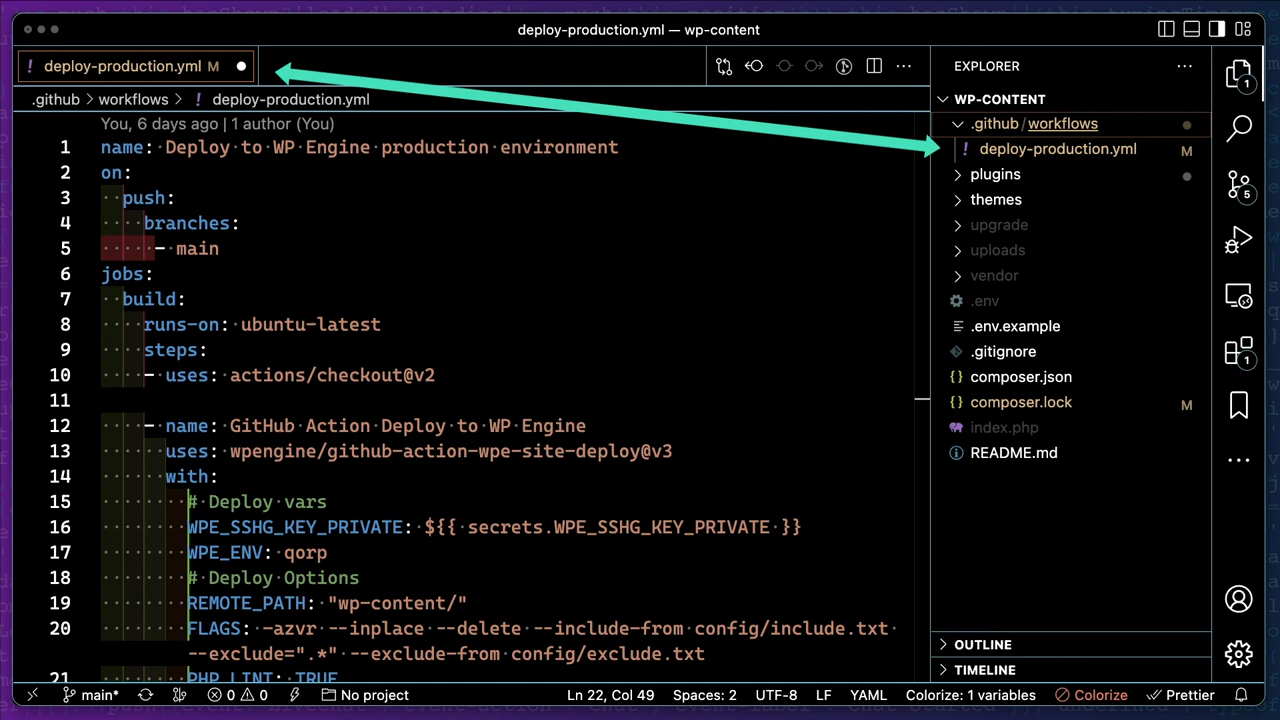 deploy-production.yml — wp-content
! deploy-production.yml M
.github > workflows > ! deploy-production.yml
You, 6 days ago | 1 author (You)
1 name: Deploy to WP Engine production environment
2 on:
3 push:
4 branches:
5 - main
6 jobs:
7 build:
8 runs-on: ubuntu-latest
9 steps:
10 - uses: actions/checkout@v2
11
12 - name: GitHub Action Deploy to WP Engine
13 uses: wpengine/github-action-wpe-site-deploy@v3
14 with:
15 # Deploy vars
16 WPE_SSHG_KEY_PRIVATE: ${{ secrets.WPE_SSHG_KEY_PRIVATE }}
17 WPE_ENV: qorp
18 # Deploy Options
19 REMOTE_PATH: "wp-content/"
20 FLAGS: -azvr --inplace --delete --include-from config/include.txt
--exclude=".*" --exclude-from config/exclude.txt
21 PHP_LINT: TRUE
EXPLORER
WP-CONTENT
.github/workflows
! deploy-production.yml M
plugins
themes
upgrade
uploads
vendor
.env
.env.example
.gitignore
{} composer.json
{} composer.lock M
index.php
README.md
OUTLINE
TIMELINE
1
5
1
main* 0 0 No project Ln 22, Col 49 Spaces: 2 UTF-8 LF YAML Colorize: 1 variables Colorize Prettier